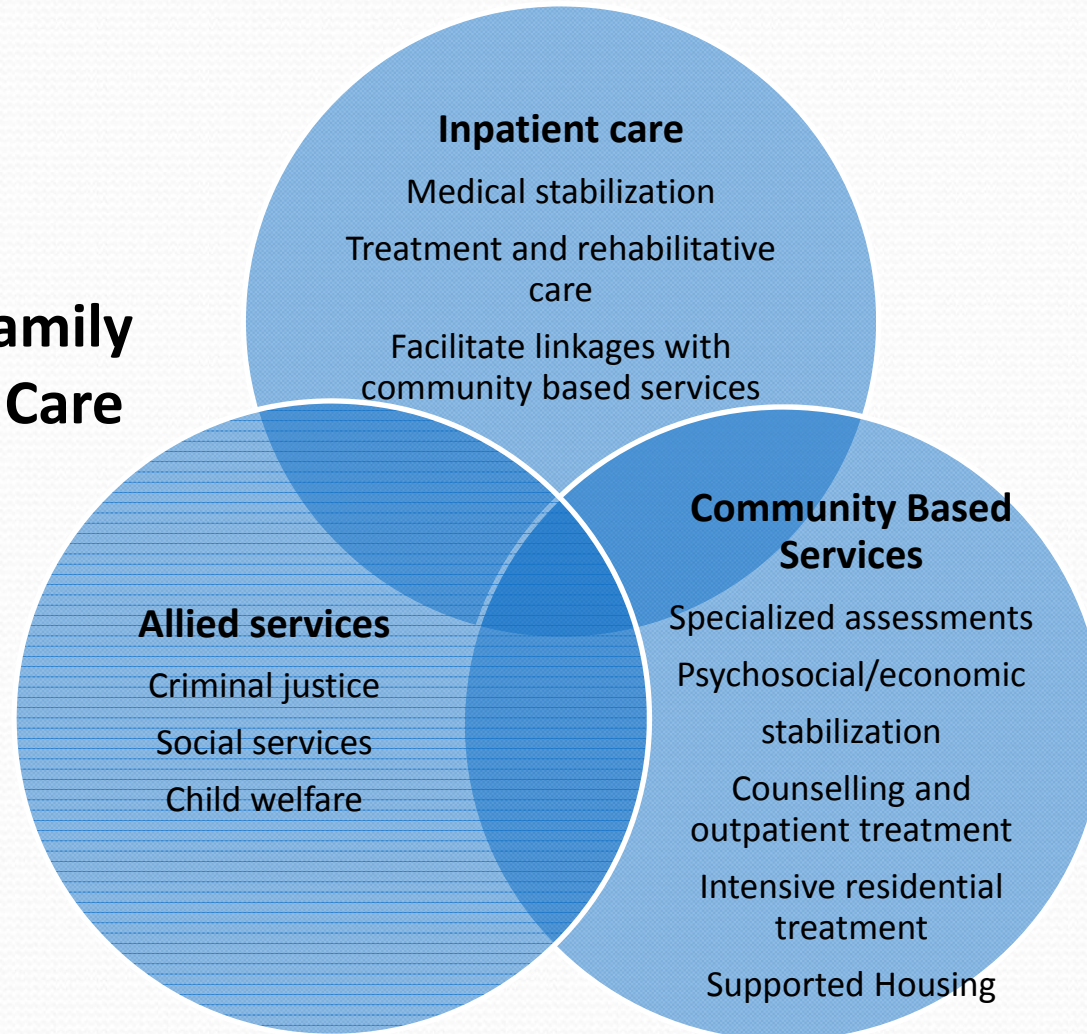 Inpatient care
Medical stabilization
Treatment and rehabilitative
care
Facilitate linkages with
community based services
amily
Care
Community Based
Services
Specialized assessments
Psychosocial/economic
stabilization
Counselling and
outpatient treatment
Intensive residential
treatment
Supported Housing
Allied services
Criminal justice
Social services
Child welfare